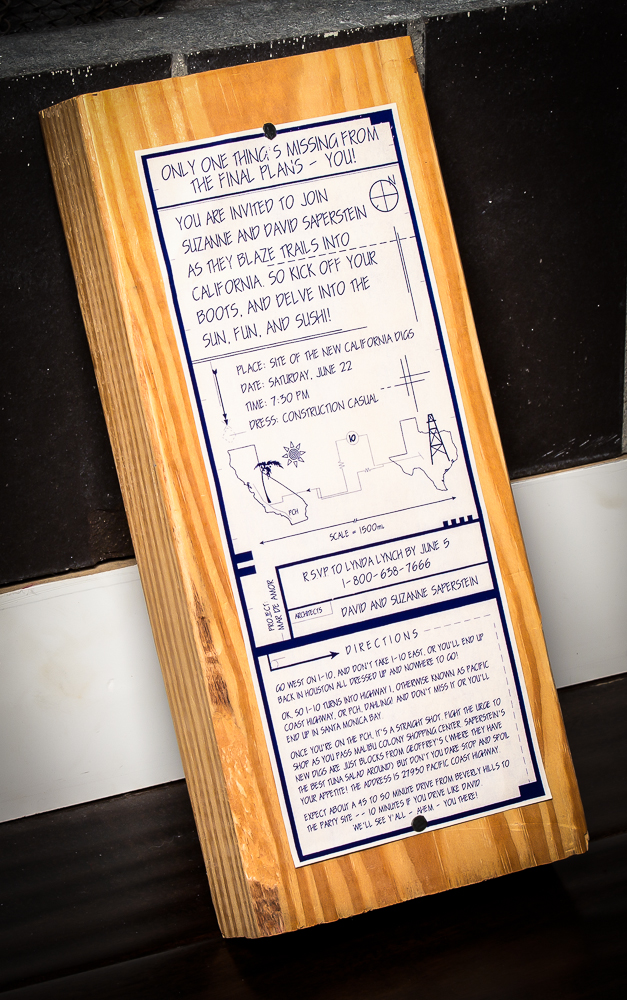 ONLY ONE THING'S MISSING FROM
THE FINAL PLANS - YOU!
N
YOU ARE INVITED TO JOIN
SUZANNE AND DAVID SAPERSTEIN
AS THEY BLAZE TRAILS INTO
CALIFORNIA. SO KICK OFF YOUR
BOOTS, AND DELVE INTO THE
SUN, FUN, AND SUSHI!
PLACE: SITE OF THE NEW CALIFORNIA DIGS
DATE: SATURDAY, JUNE 22
TIME: 7:30 PM
DRESS: CONSTRUCTION CASUAL
10
PCH
SCALE = 1500mi.
PROJECT
MAR DE AMOR
RSVP TO LYNDA LYNCH BY JUNE 5
1-800-638-7666
ARCHITECTS DAVID AND SUZANNE SAPERSTEIN
DIRECTIONS
GO WEST ON I-10, AND DON'T TAKE I-10 EAST, OR YOU'LL END UP
BACK IN HOUSTON ALL DRESSED UP AND NOWHERE TO GO!
OK, SO I-10 TURNS INTO HIGHWAY 1, OTHERWISE KNOWN AS PACIFIC
COAST HIGHWAY, OR PCH, DAHLING! AND DON'T MISS IT OR YOU'LL
END UP IN SANTA MONICA BAY.
ONCE YOU'RE ON THE PCH, IT'S A STRAIGHT SHOT. FIGHT THE URGE TO
SHOP AS YOU PASS MALIBU COLONY SHOPPING CENTER. SAPERSTEIN'S
NEW DIGS ARE JUST BLOCKS FROM GEOFFREY'S (WHERE THEY HAVE
THE BEST TUNA SALAD AROUND) BUT DON'T YOU DARE STOP AND SPOIL
YOUR APPETITE! THE ADDRESS IS 27930 PACIFIC COAST HIGHWAY.
EXPECT ABOUT A 45 TO 50 MINUTE DRIVE FROM BEVERLY HILLS TO
THE PARTY SITE -- 10 MINUTES IF YOU DRIVE LIKE DAVID.
WE'LL SEE Y'ALL - AHEM - YOU THERE!